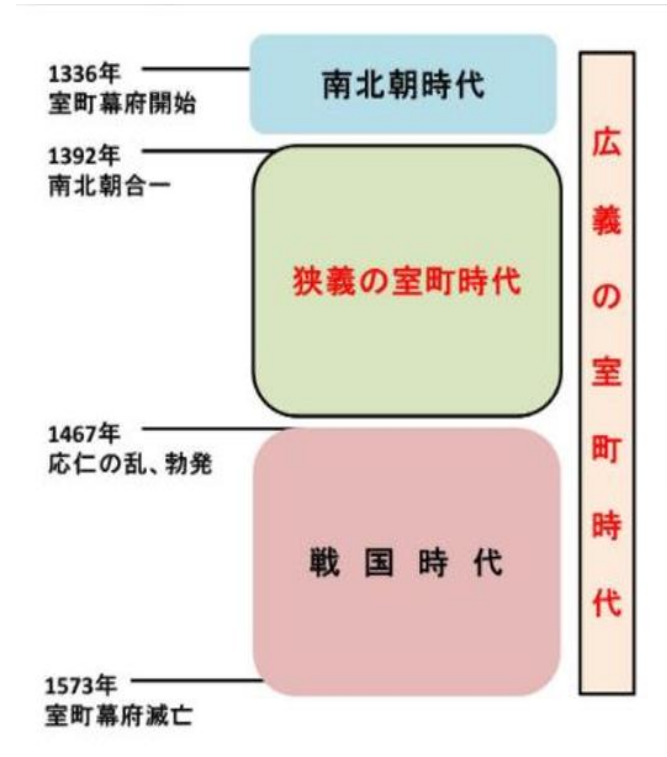 1336年
室町幕府開始
南北朝時代
1392年
南北朝合一
狭義の室町時代
1467年
応仁の乱、勃発
戦国時代
1573年
室町幕府滅亡
広義の室町時代